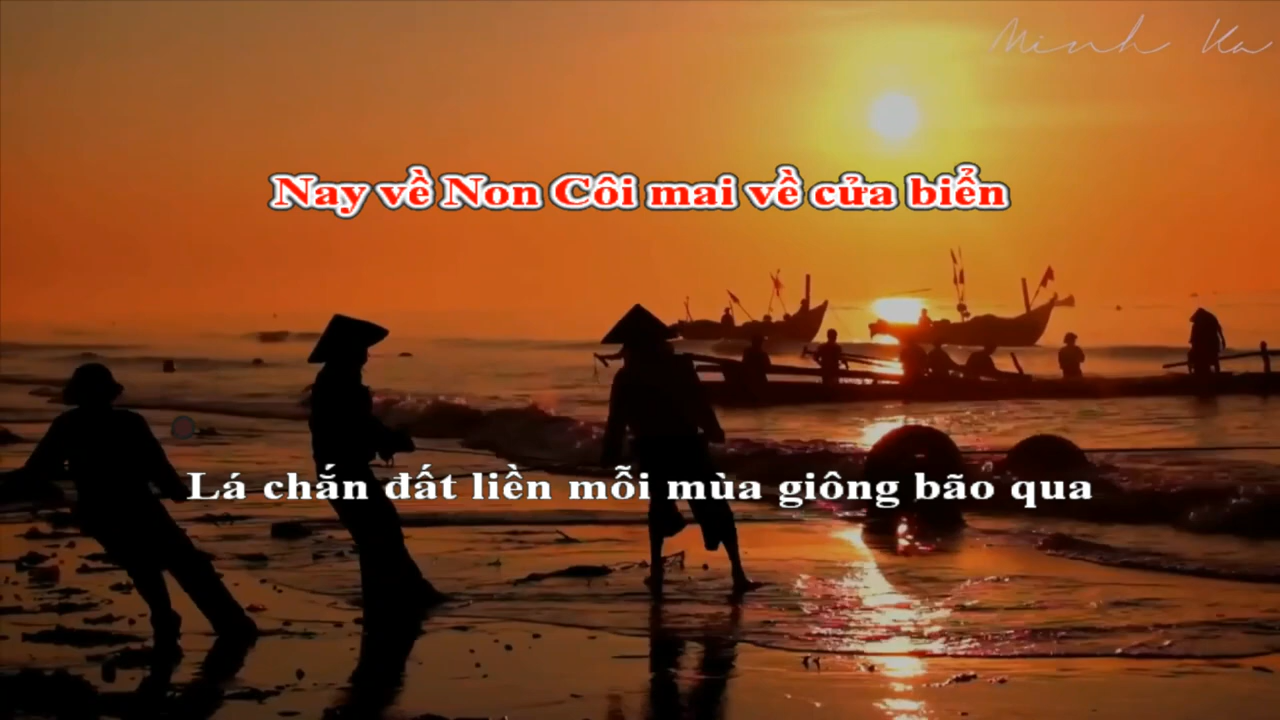 Minh Ka
Nay về Non Côi mai về cửa biển
Lá chắn đất liền mỗi mùa giông bão qua